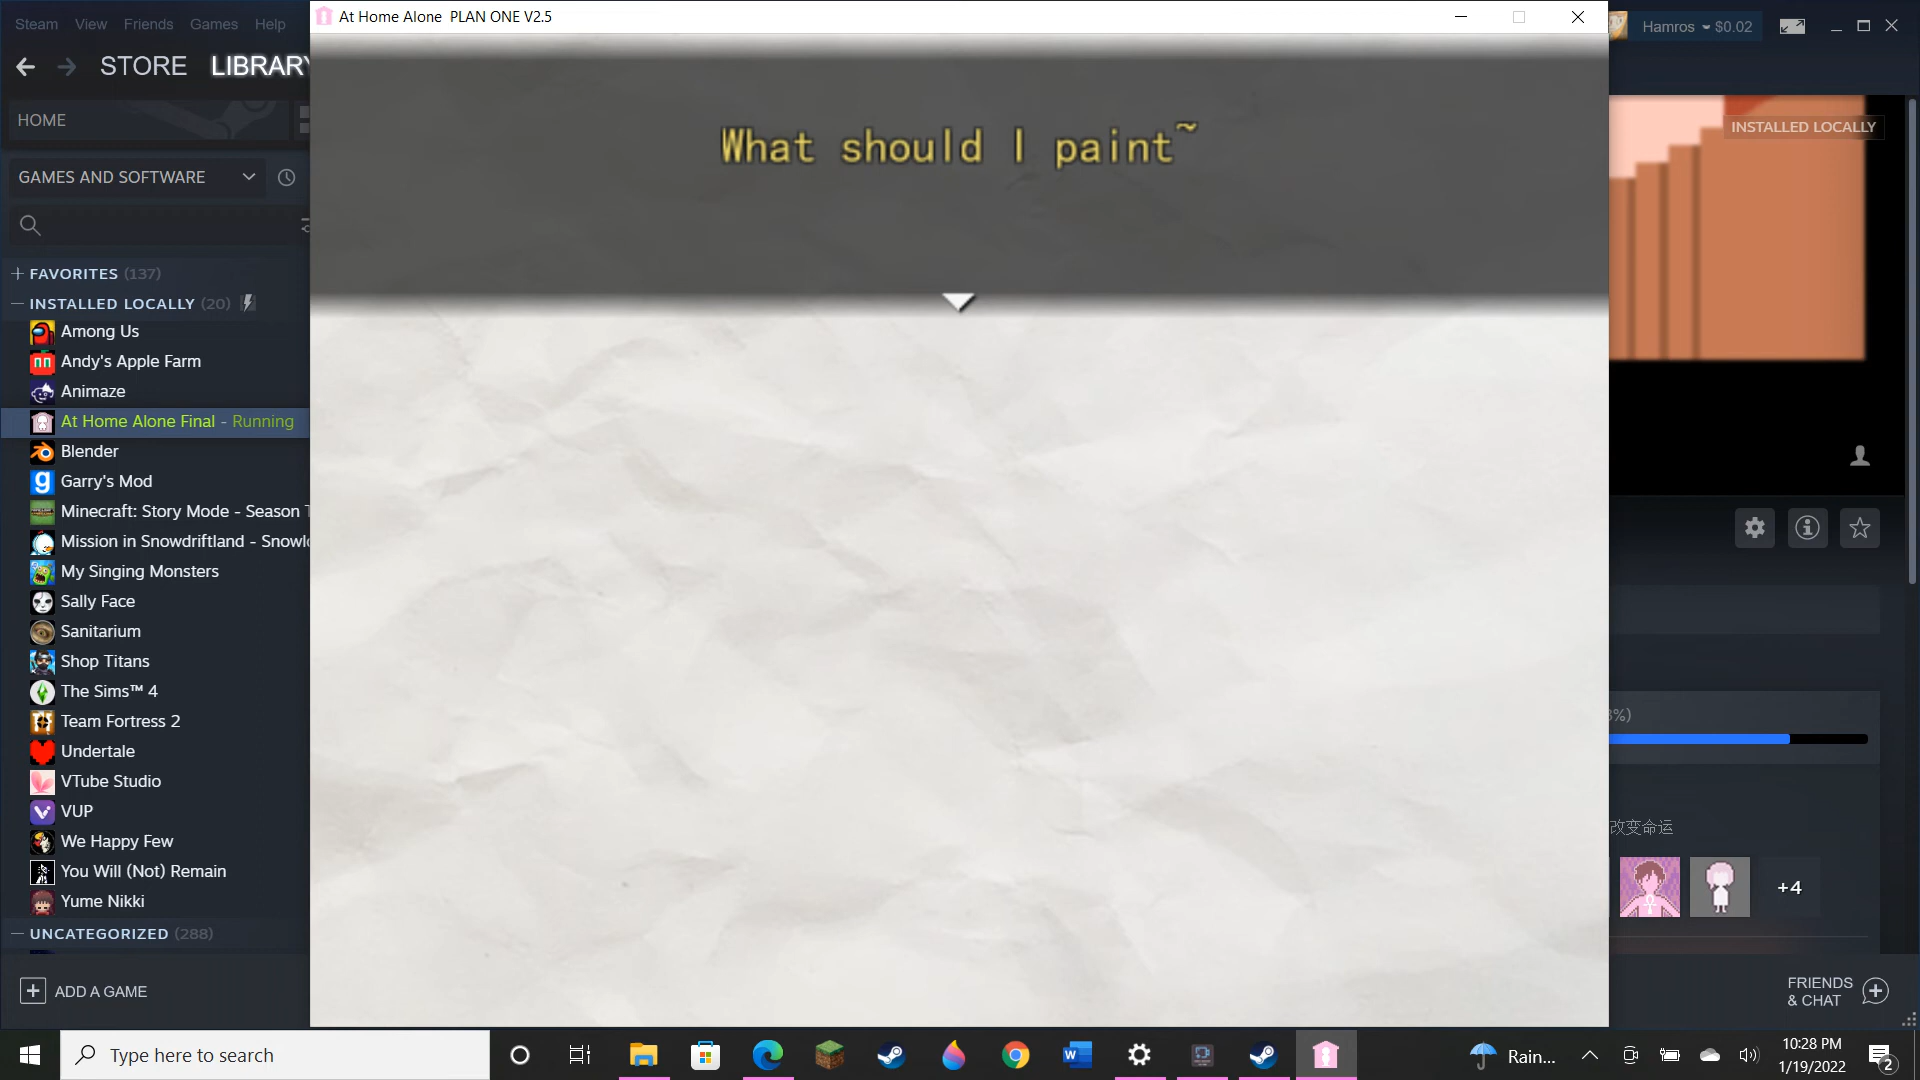 Steam View Friends Games Help
At Home Alone PLAN ONE V2.5
Hamros $0.02
STORE LIBRARY
HOME
GAMES AND SOFTWARE
INSTALLED LOCALLY
What should I paint~
FAVORITES (137)
INSTALLED LOCALLY (20)
Among Us
Andy's Apple Farm
Animaze
At Home Alone Final - Running
Blender
Garry's Mod
Minecraft: Story Mode - Season
Mission in Snowdriftland -
My Singing Monsters
Sally Face
Sanitarium
Shop Titans
The Sims™ 4
Team Fortress 2
Undertale
VTube Studio
VUP
We Happy Few
You Will (Not) Remain
Yume Nikki
UNCATEGORIZED (288)
ADD A GAME
%)
改变命运
+4
FRIENDS
& CHAT
Type here to search
Rain...
10:28 PM
1/19/2022
2